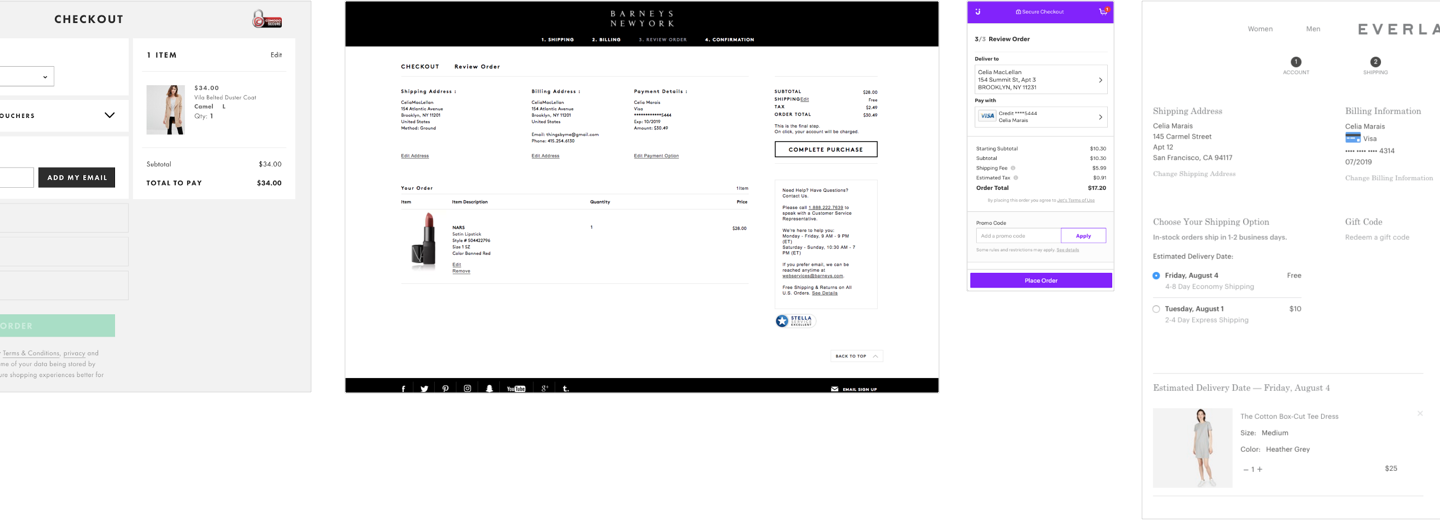 CHECKOUT
OUCHERS
ADD MY EMAIL
ORDER
Terms & Conditions, privacy and
me of your data being stored by
ure shopping experiences better for
1 ITEM
Edit
$34.00
Vila Belted Duster Coat
Camel L
Qty: 1
Subtotal $34.00
TOTAL TO PAY $34.00
BARNEYS
NEW YORK
1. SHIPPING 2. BILLING 3. REVIEW ORDER 4. CONFIRMATION
CHECKOUT Review Order
Shipping Address :
CeliaMacLellan
154 Atlantic Avenue
Brooklyn, NY 11201
United States
Method: Ground
Edit Address
Billing Address :
CeliaMacLellan
154 Atlantic Avenue
Brooklyn, NY 11201
United States
Email: thingsbyme@gmail.com
Phone: 415.254.6150
Edit Address
Payment Details :
Celia Marais
Visa
************5444
Exp: 10/2019
Amount: $30.49
Edit Payment Option
SUBTOTAL $28.00
SHIPPINGEdit Free
TAX $2.49
ORDER TOTAL $30.49
This is the final step.
On click, your account will be charged.
COMPLETE PURCHASE
Your Order 1 Item
Item Item Description Quantity Price
NARS 1 $28.00
Satin Lipstick
Style # 504422796
Size 1 SZ
Color Banned Red
Edit
Remove
Need Help? Have Questions?
Contact Us.
Please call 1.888.222.7639 to
speak with a Customer Service
Representative.
We're here to help you:
Monday - Friday, 9 AM - 9 PM
(ET)
Saturday - Sunday, 10:30 AM - 7
PM (ET)
If you prefer email, we can be
reached anytime at
webservices@barneys.com.
Free Shipping & Returns on All
U.S. Orders. See Details
STELLA
EXCELLENT
BACK TO TOP
YouTube
EMAIL SIGN UP
Secure Checkout
3/3 Review Order
Deliver to
Celia MacLellan
154 Summit St, Apt 3
BROOKLYN, NY 11231
Pay with
VISA
Credit ****5444
Celia Marais
Starting Subtotal $10.30
Subtotal $10.30
Shipping Fee $5.99
Estimated Tax $0.91
Order Total $17.20
By placing this order you agree to Jet's Terms of Use
Promo Code
Add a promo code Apply
Some rules and restrictions may apply. See details
Place Order
Women Men EVERLA
1 2
ACCOUNT SHIPPING
Shipping Address
Celia Marais
145 Carmel Street
Apt 12
San Francisco, CA 94117
Change Shipping Address
Billing Information
Celia Marais
Visa
•••• •••• •••• 4314
07/2019
Change Billing Information
Choose Your Shipping Option
In-stock orders ship in 1-2 business days.
Estimated Delivery Date:
Friday, August 4 Free
4-8 Day Economy Shipping
Tuesday, August 1 $10
2-4 Day Express Shipping
Gift Code
Redeem a gift code
Estimated Delivery Date — Friday, August 4
The Cotton Box-Cut Tee Dress
Size: Medium
Color: Heather Grey
– 1 + $25